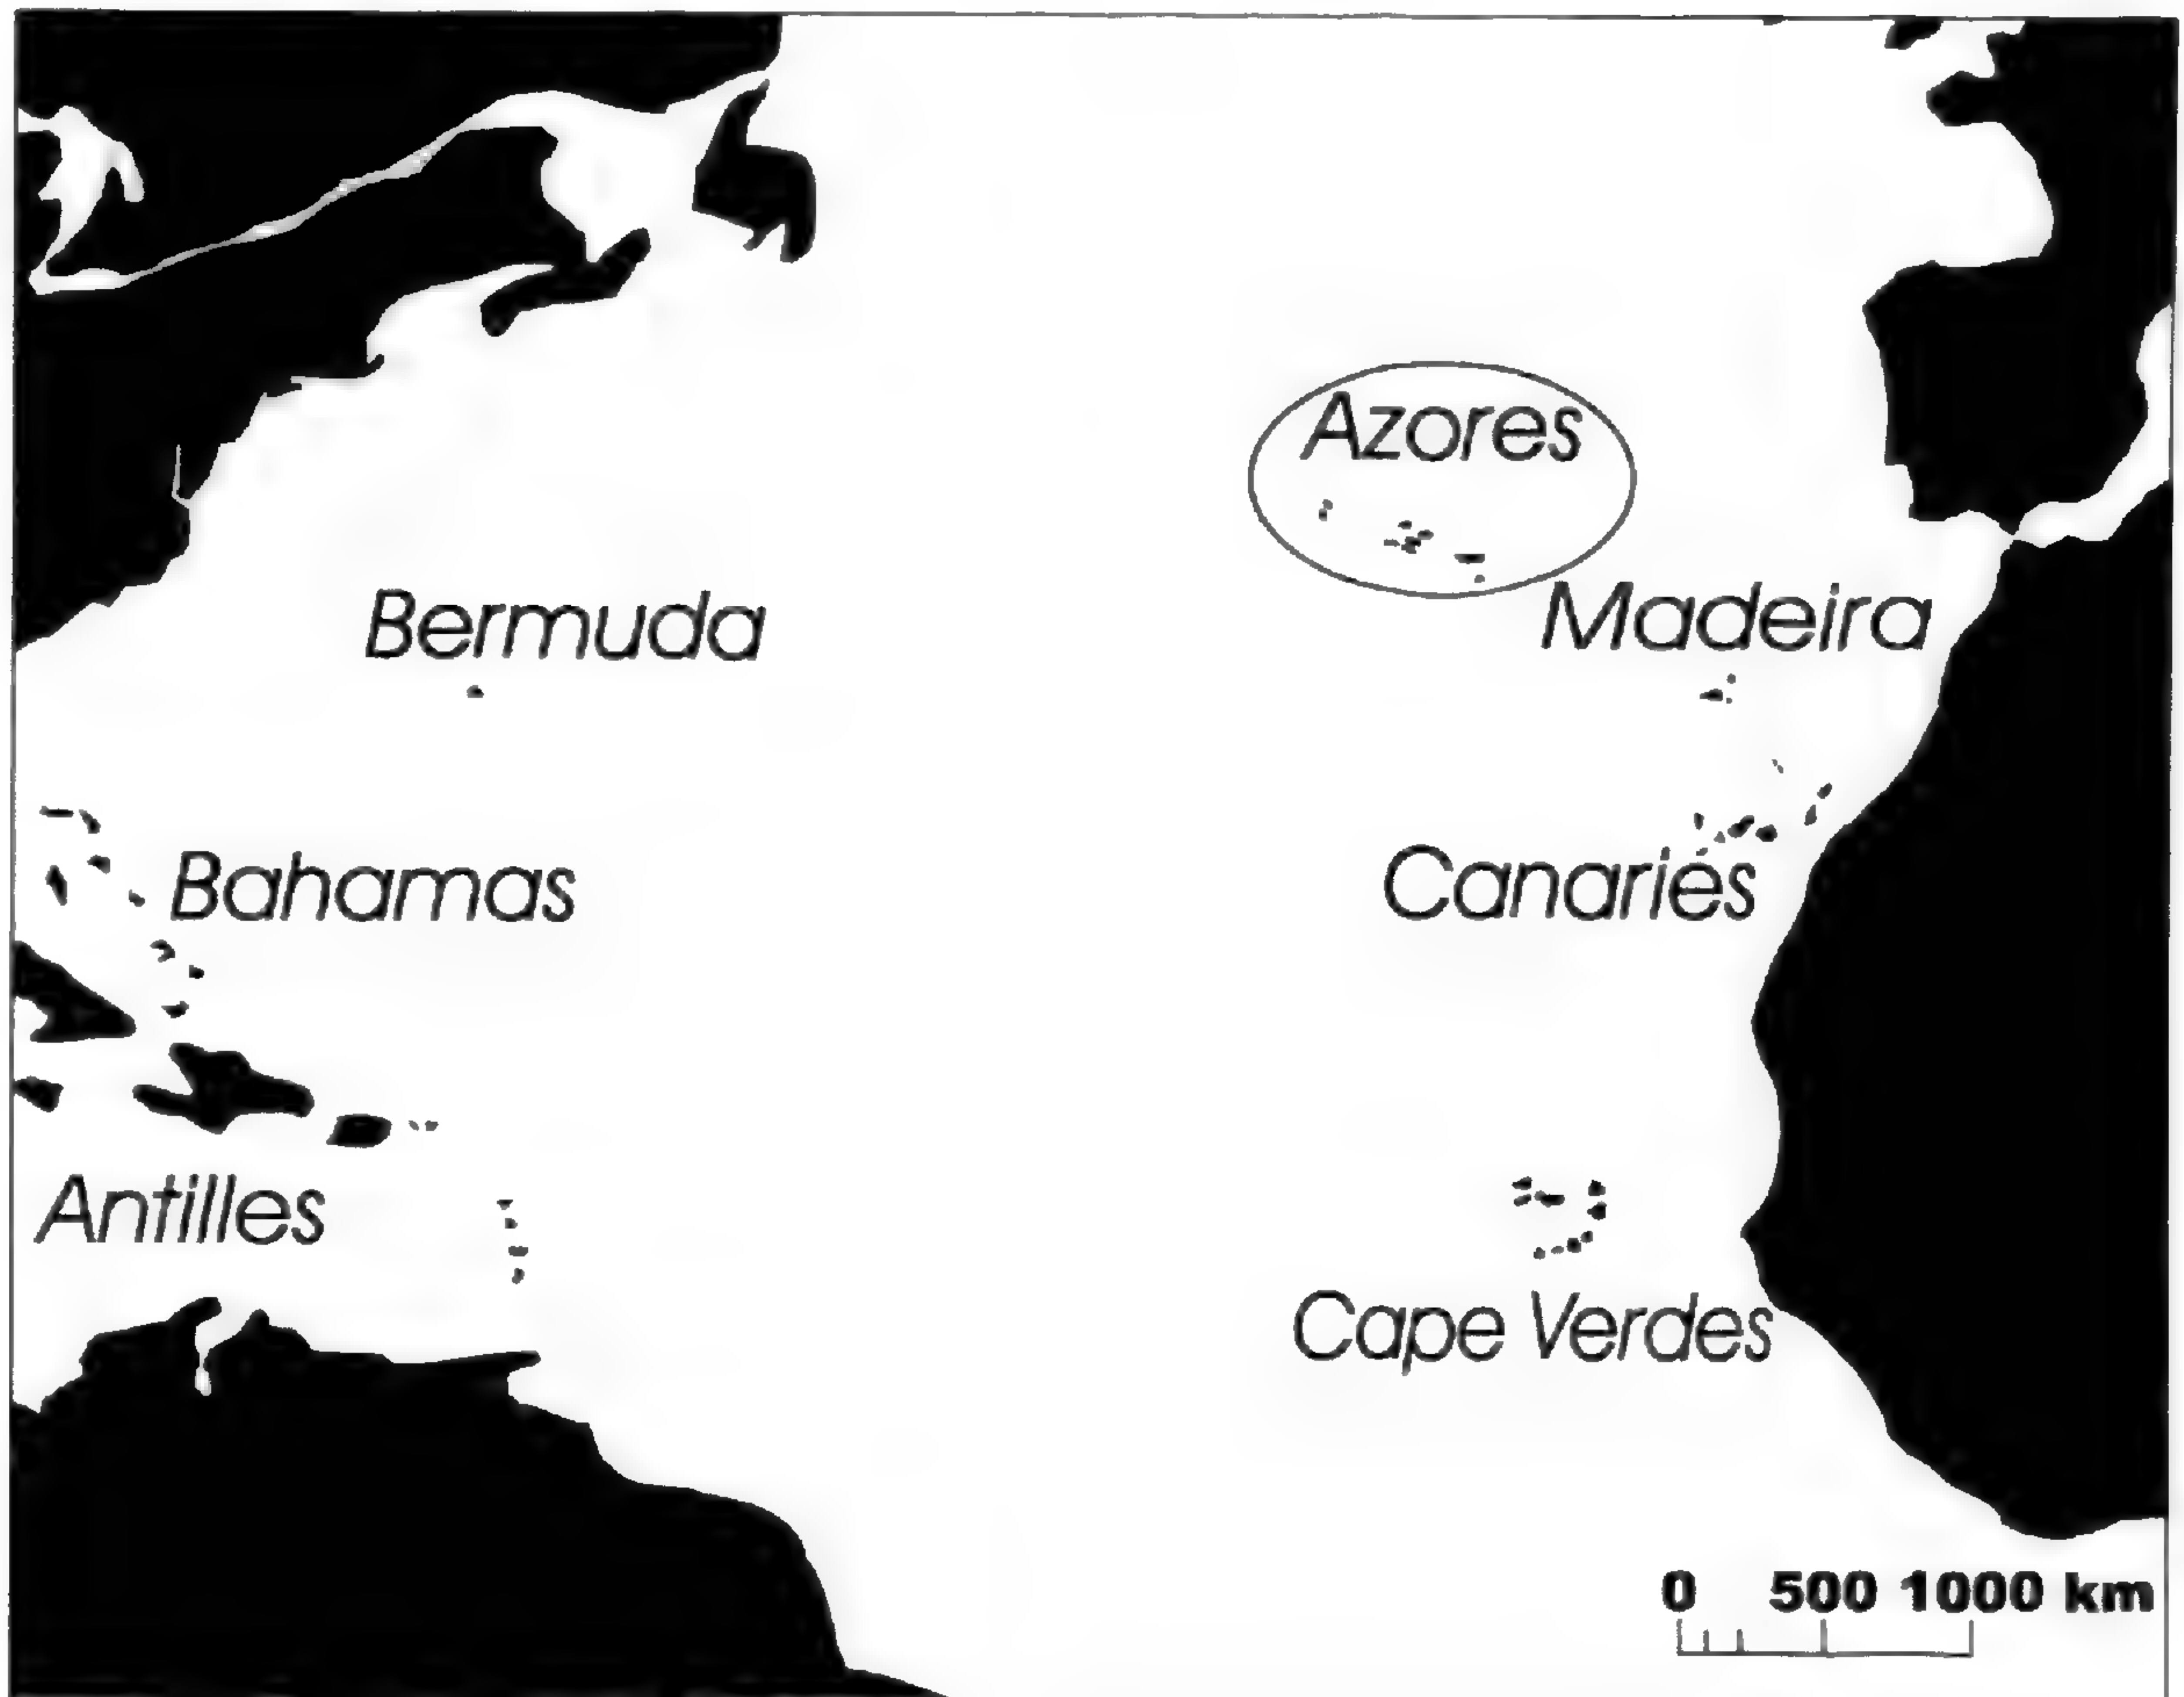 Azores
Bermuda
Madeira
Bahamas
Canaries
Antilles
Cape Verdes
0 500 1000 km